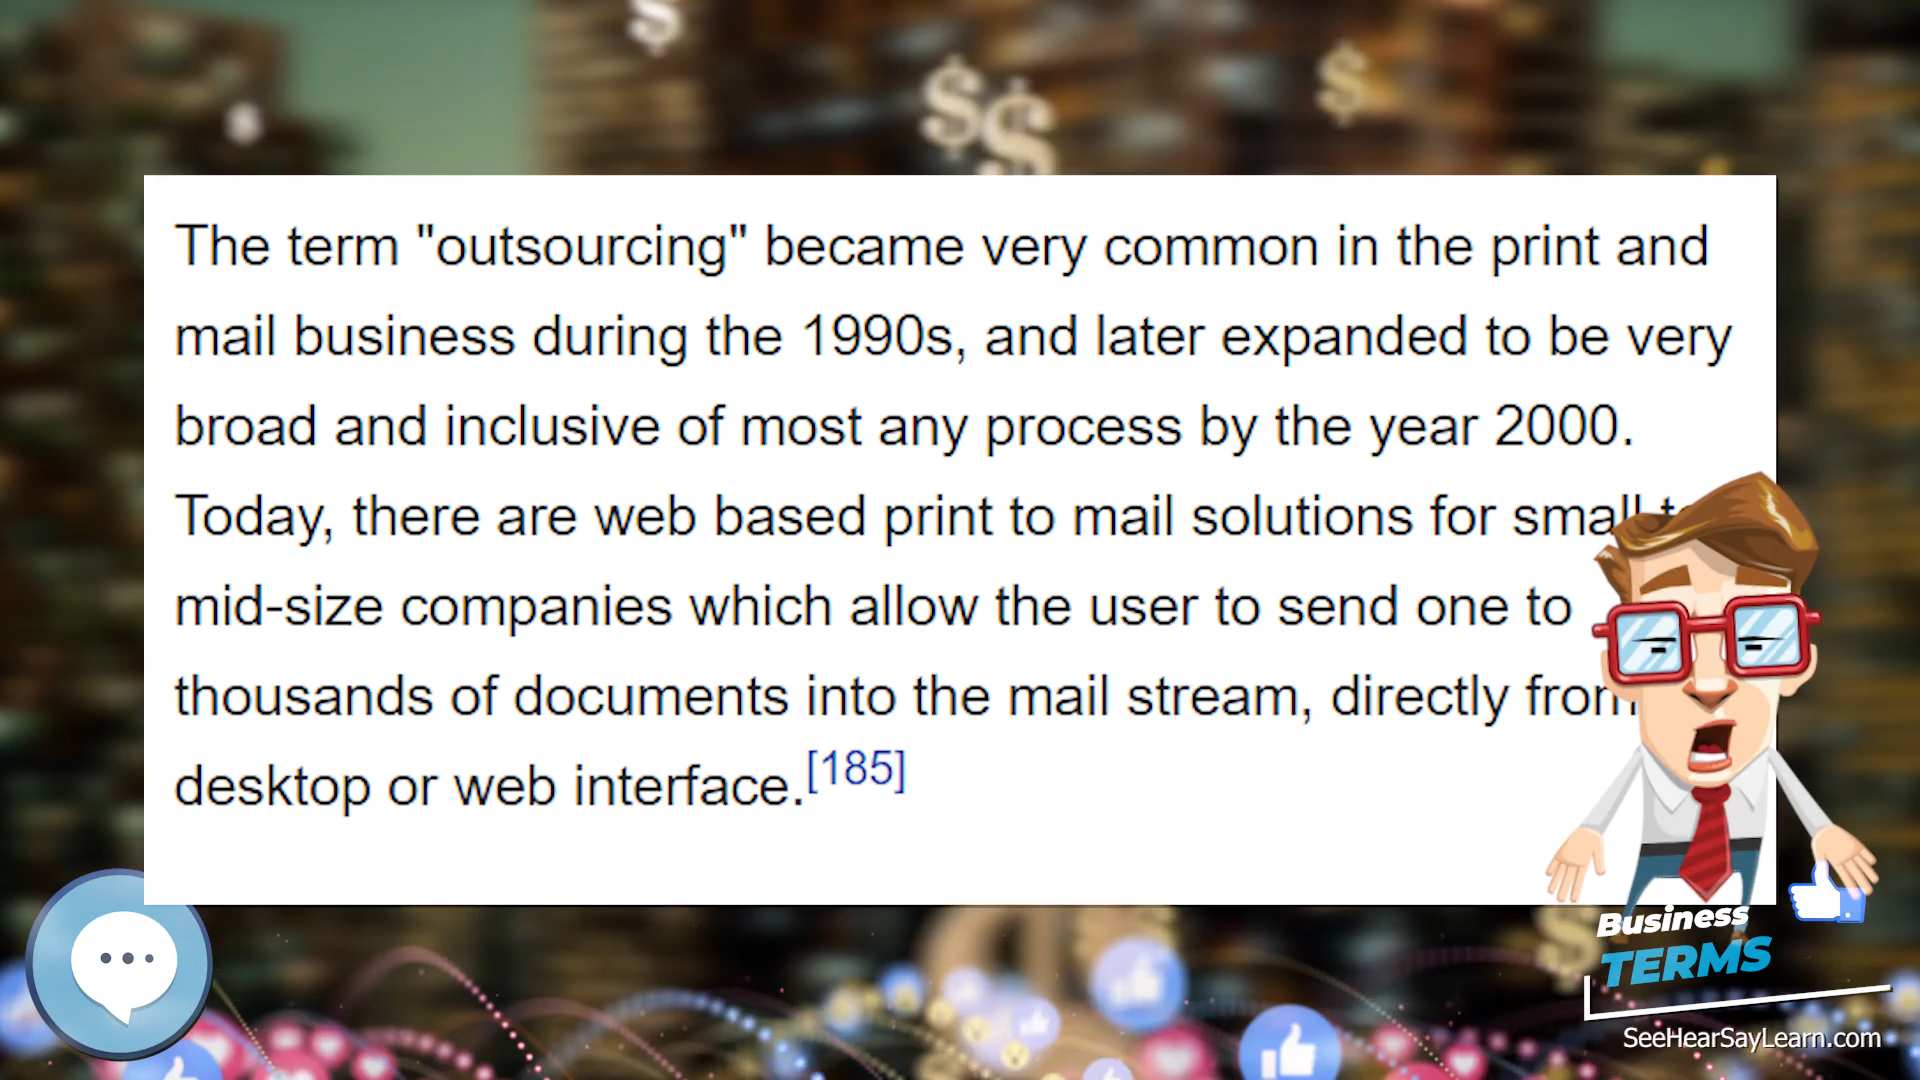 The term "outsourcing" became very common in the print and
mail business during the 1990s, and later expanded to be very
broad and inclusive of most any process by the year 2000.
Today, there are web based print to mail solutions for small
mid-size companies which allow the user to send one to
thousands of documents into the mail stream, directly from
desktop or web interface.[185]
Business
TERMS
SeeHearSayLearn.com